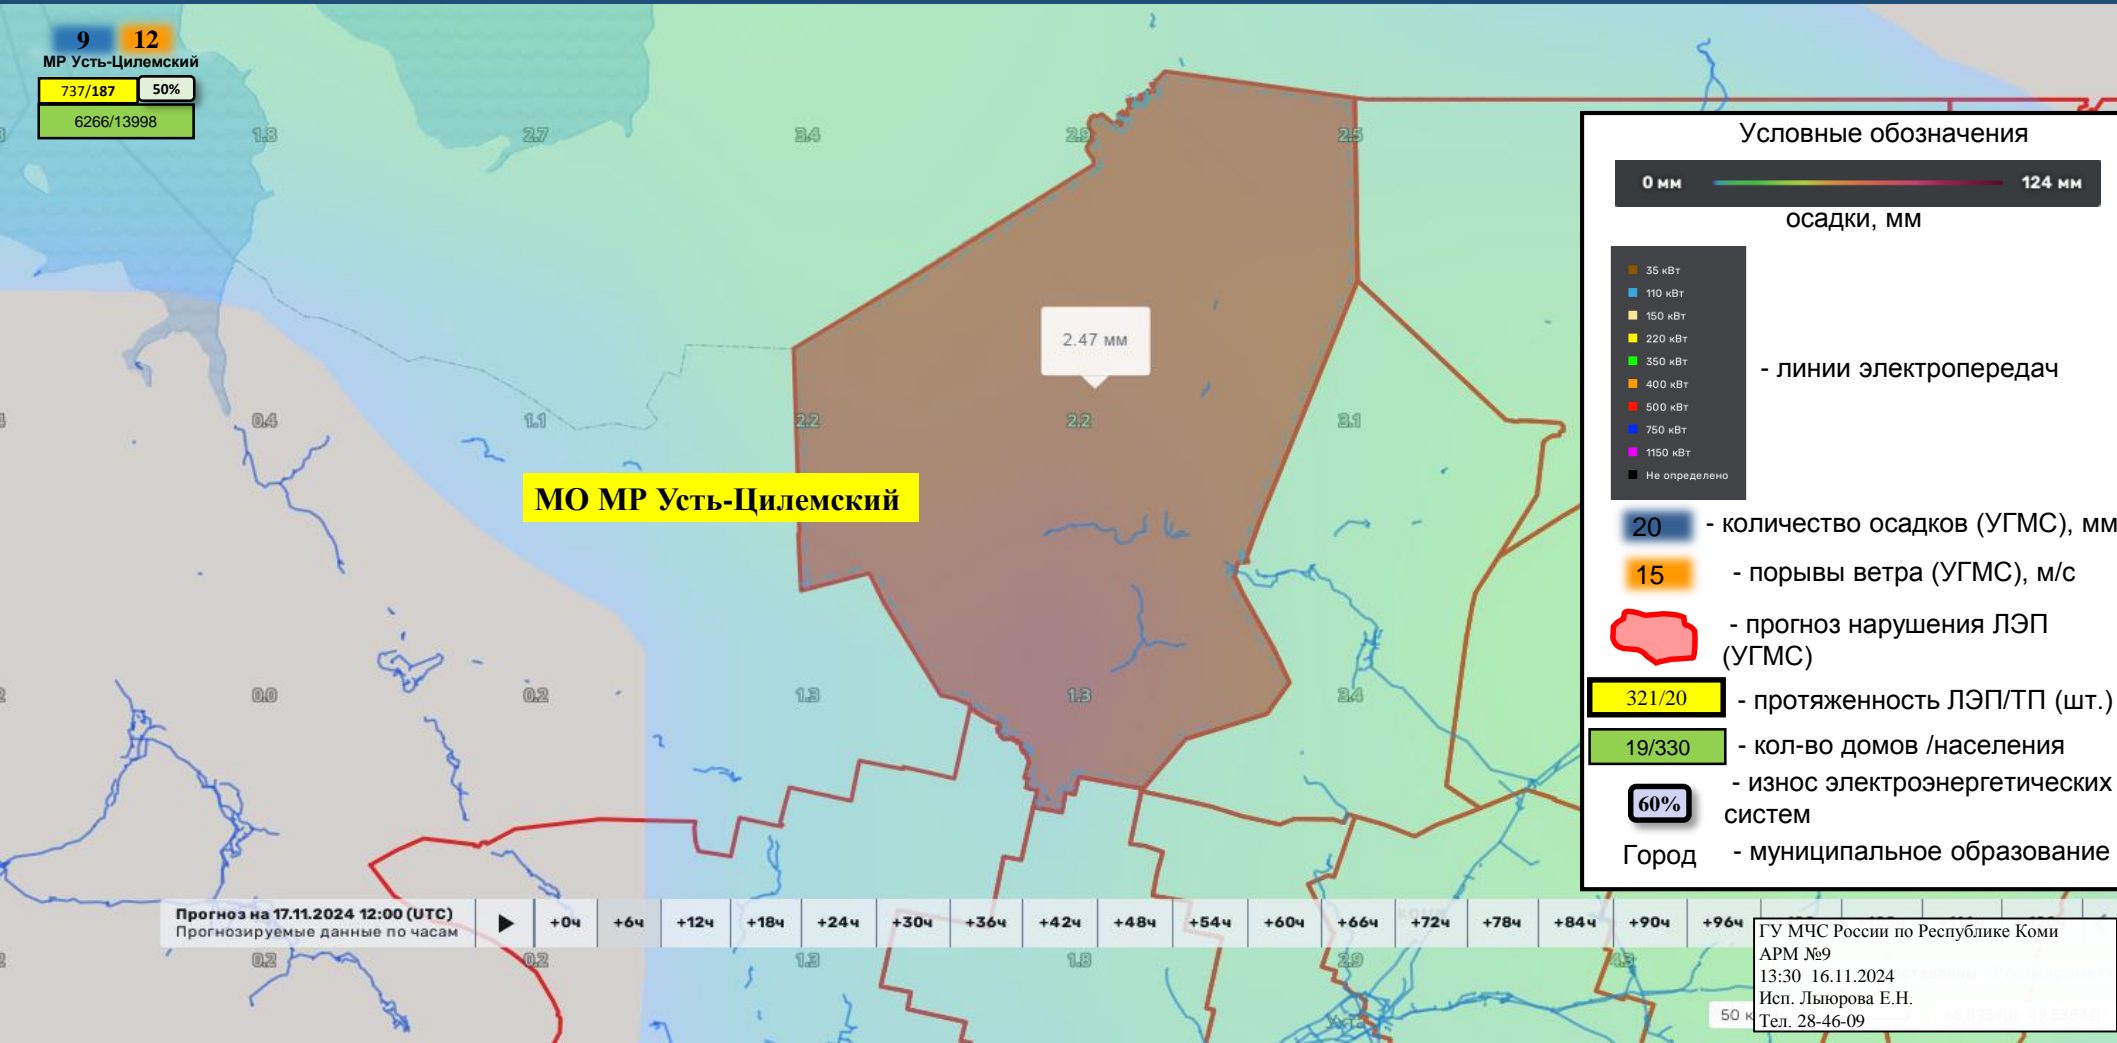 9 12
МР Усть-Цилемский
737/187 50%
6266/13998
1.8 2.7 3.4 2.9 2.5
Условные обозначения
0 мм 124 мм
осадки, мм
35 кВт
110 кВт
150 кВт
220 кВт
350 кВт
400 кВт
500 кВт
750 кВт
1150 кВт
Не определено
- линии электропередач
2.47 мм
0.4 1.1 2.2 2.2 3.1
МО МР Усть-Цилемский
20 - количество осадков (УГМС), мм
15 - порывы ветра (УГМС), м/с
- прогноз нарушения ЛЭП
(УГМС)
321/20 - протяженность ЛЭП/ТП (шт.)
19/330 - кол-во домов /населения
60% - износ электроэнергетических
систем
Город - муниципальное образование
0.0 0.2 1.3 1.3 3.4
Прогноз на 17.11.2024 12:00 (UTC)
Прогнозируемые данные по часам
+0ч +6ч +12ч +18ч +24ч +30ч +36ч +42ч +48ч +54ч +60ч +66ч +72ч +78ч +84ч +90ч +96ч
0.2 0.2 1.3 1.8 2.9 4.3
Ухта
50 к
ГУ МЧС России по Республике Коми
АРМ №9
13:30 16.11.2024
Исп. Лыюрова Е.Н.
Тел. 28-46-09